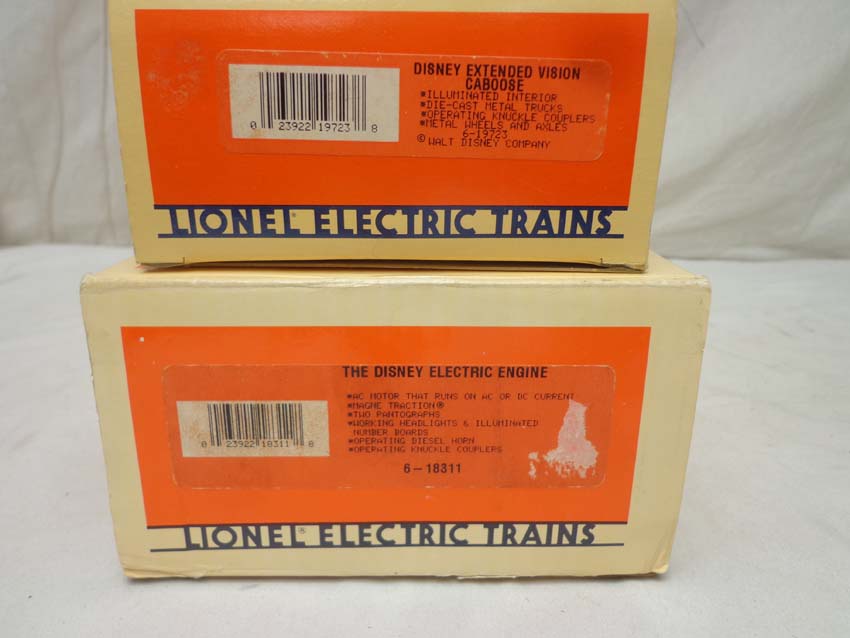 DISNEY EXTENDED VISION
CABOOSE
*ILLUMINATED INTERIOR
*DIE-CAST METAL TRUCKS
*OPERATING KNUCKLE COUPLERS
*METAL WHEELS AND AXLES
6-19723
© WALT DISNEY COMPANY
0 23922 19723 8
LIONEL® ELECTRIC TRAINS
THE DISNEY ELECTRIC ENGINE
*AC MOTOR THAT RUNS ON AC OR DC CURRENT
*MAGNE TRACTION®
*TWO PANTOGRAPHS
*WORKING HEADLIGHTS & ILLUMINATED
NUMBER BOARDS
*OPERATING DIESEL HORN
*OPERATING KNUCKLE COUPLERS
6-18311
0 23922 18311 8
LIONEL® ELECTRIC TRAINS